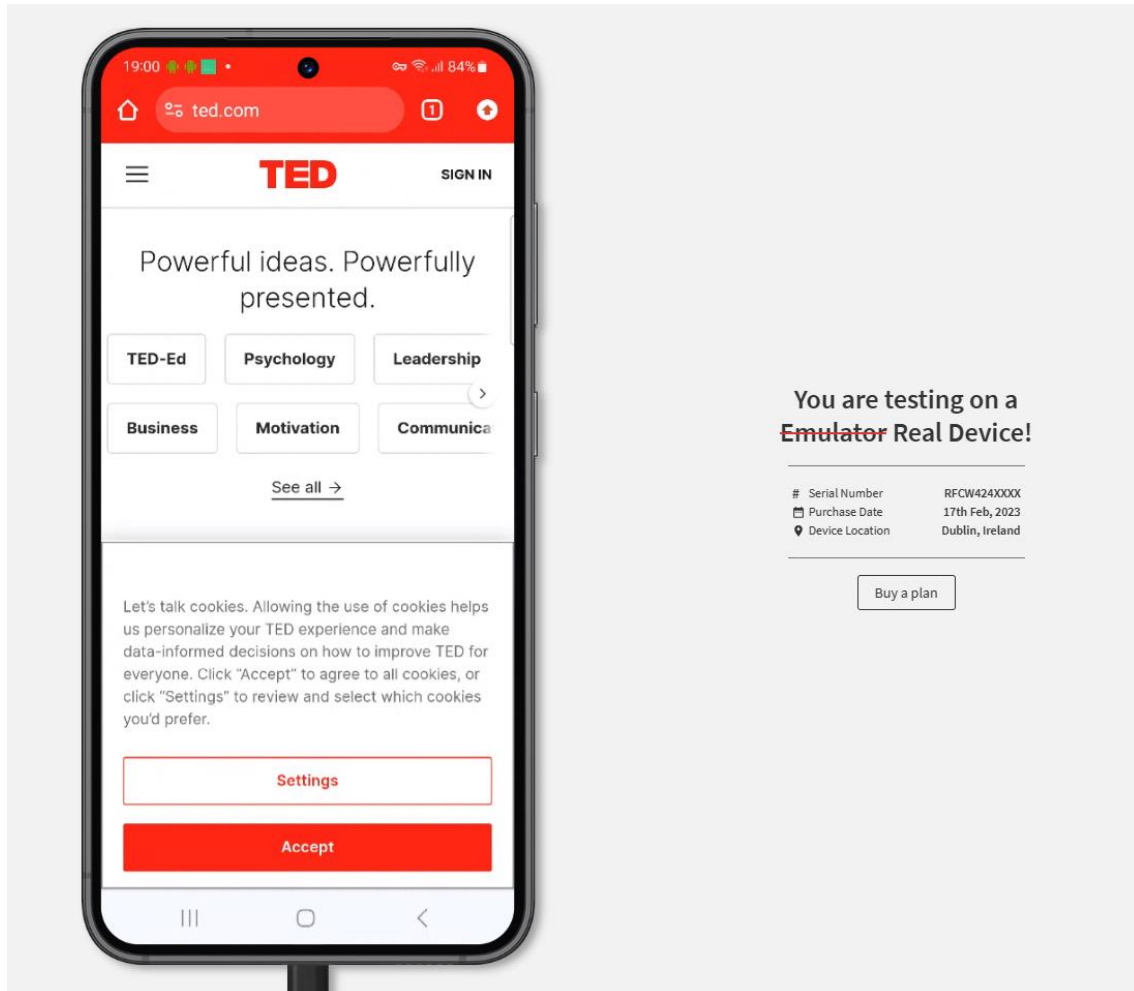 19:00
84%
ted.com
1
TED
SIGN IN
Powerful ideas. Powerfully
presented.
TED-Ed
Psychology
Leadership
Business
Motivation
Communica
See all →
Let's talk cookies. Allowing the use of cookies helps
us personalize your TED experience and make
data-informed decisions on how to improve TED for
everyone. Click "Accept" to agree to all cookies, or
click "Settings" to review and select which cookies
you'd prefer.
Settings
Accept
You are testing on a
Emulator Real Device!
# Serial Number RFCW424XXXX
Purchase Date 17th Feb, 2023
Device Location Dublin, Ireland
Buy a plan